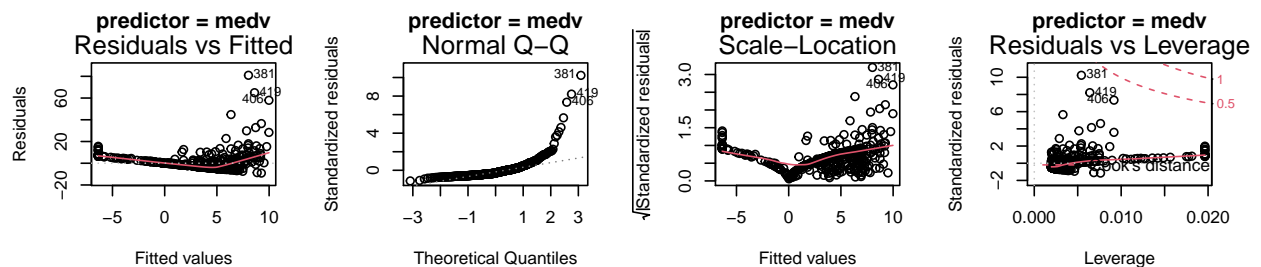 predictor = medv
Residuals vs Fitted
Residuals
-20 20 60
381
419
406
-5 0 5 10
Fitted values
predictor = medv
Normal Q-Q
Standardized residuals
0 4 8
381
419
406
-3 -1 0 1 2 3
Theoretical Quantiles
predictor = medv
Scale-Location
√|Standardized residuals|
0.0 1.5 3.0
381
419
406
-5 0 5 10
Fitted values
predictor = medv
Residuals vs Leverage
Standardized residuals
-2 2 6 10
381
419
406
1
0.5
Cook's distance
0.000 0.010 0.020
Leverage